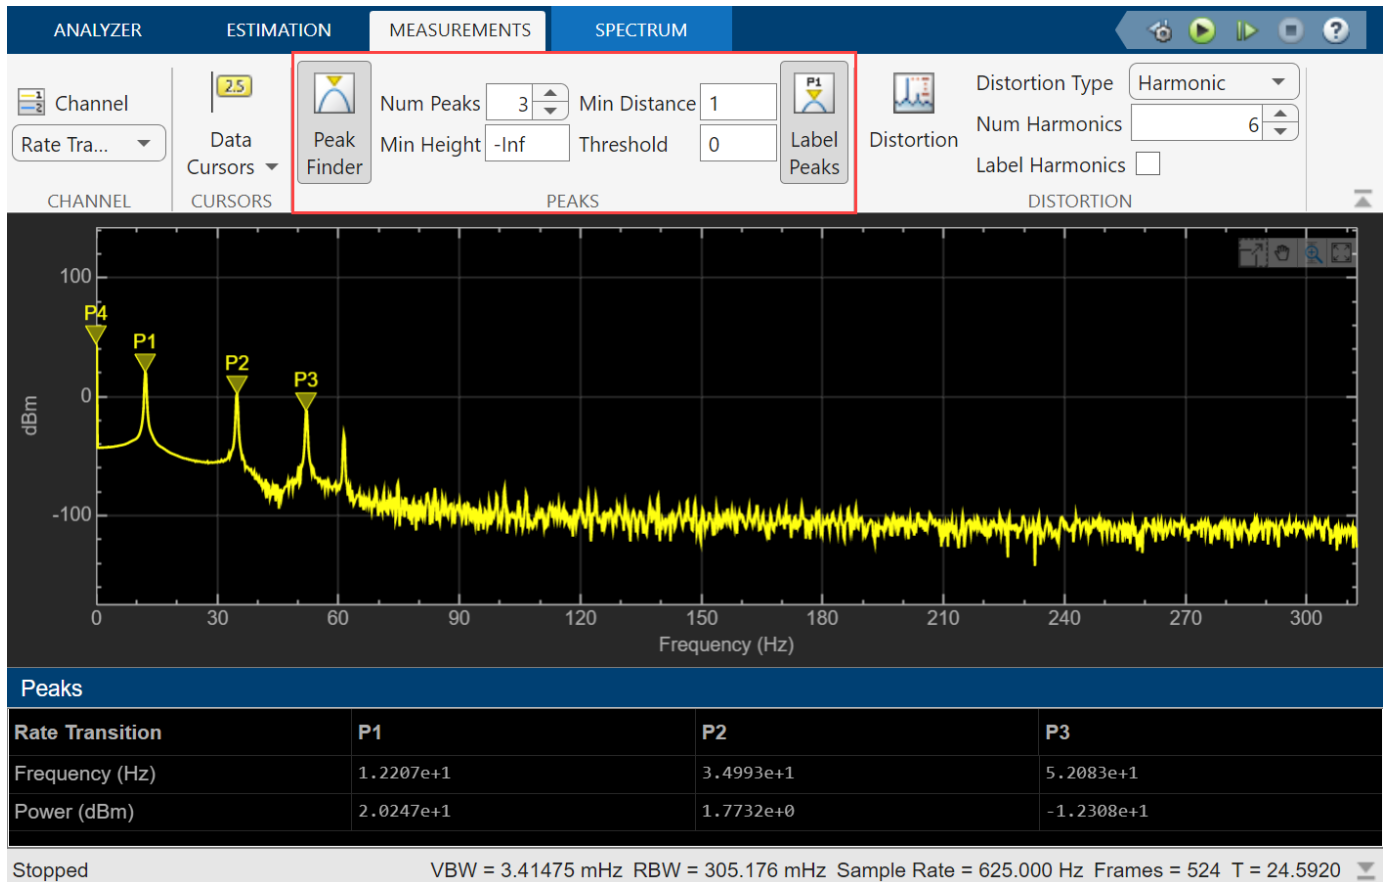 ANALYZER ESTIMATION MEASUREMENTS SPECTRUM ?
1 2 Channel
Rate Tra...
CHANNEL
2.5
Data
Cursors
CURSORS
Peak
Finder
Num Peaks 3 Min Distance 1
Min Height -Inf Threshold 0
P1
Label
Peaks
PEAKS
Distortion
Distortion Type Harmonic
Num Harmonics 6
Label Harmonics
DISTORTION
100
P4
P1
P2
P3
0
dBm
-100
0 30 60 90 120 150 180 210 240 270 300
Frequency (Hz)
Peaks
Rate Transition P1 P2 P3
Frequency (Hz) 1.2207e+1 3.4993e+1 5.2083e+1
Power (dBm) 2.0247e+1 1.7732e+0 -1.2308e+1
Stopped VBW = 3.41475 mHz RBW = 305.176 mHz Sample Rate = 625.000 Hz Frames = 524 T = 24.5920